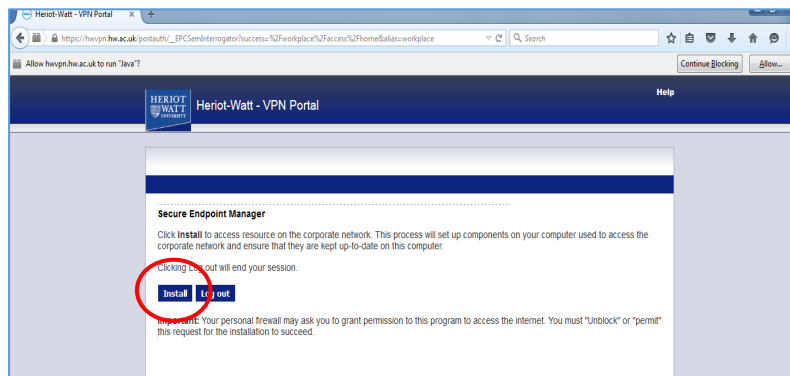 Heriot-Watt - VPN Portal
https://hwvpn.hw.ac.uk/postauth/__EPCSemInterrogator?success=%2Fworkplace%2Faccess%2Fhome&alias=workplace
Search
Allow hwvpn.hw.ac.uk to run "Java"?
Continue Blocking
Allow...
Help
HERIOT
WATT
UNIVERSITY
Heriot-Watt - VPN Portal
Secure Endpoint Manager
Click Install to access resource on the corporate network. This process will set up components on your computer used to access the
corporate network and ensure that they are kept up-to-date on this computer.
Clicking Log out will end your session.
Install
Log out
Important: Your personal firewall may ask you to grant permission to this program to access the internet. You must "Unblock" or "permit"
this request for the installation to succeed.